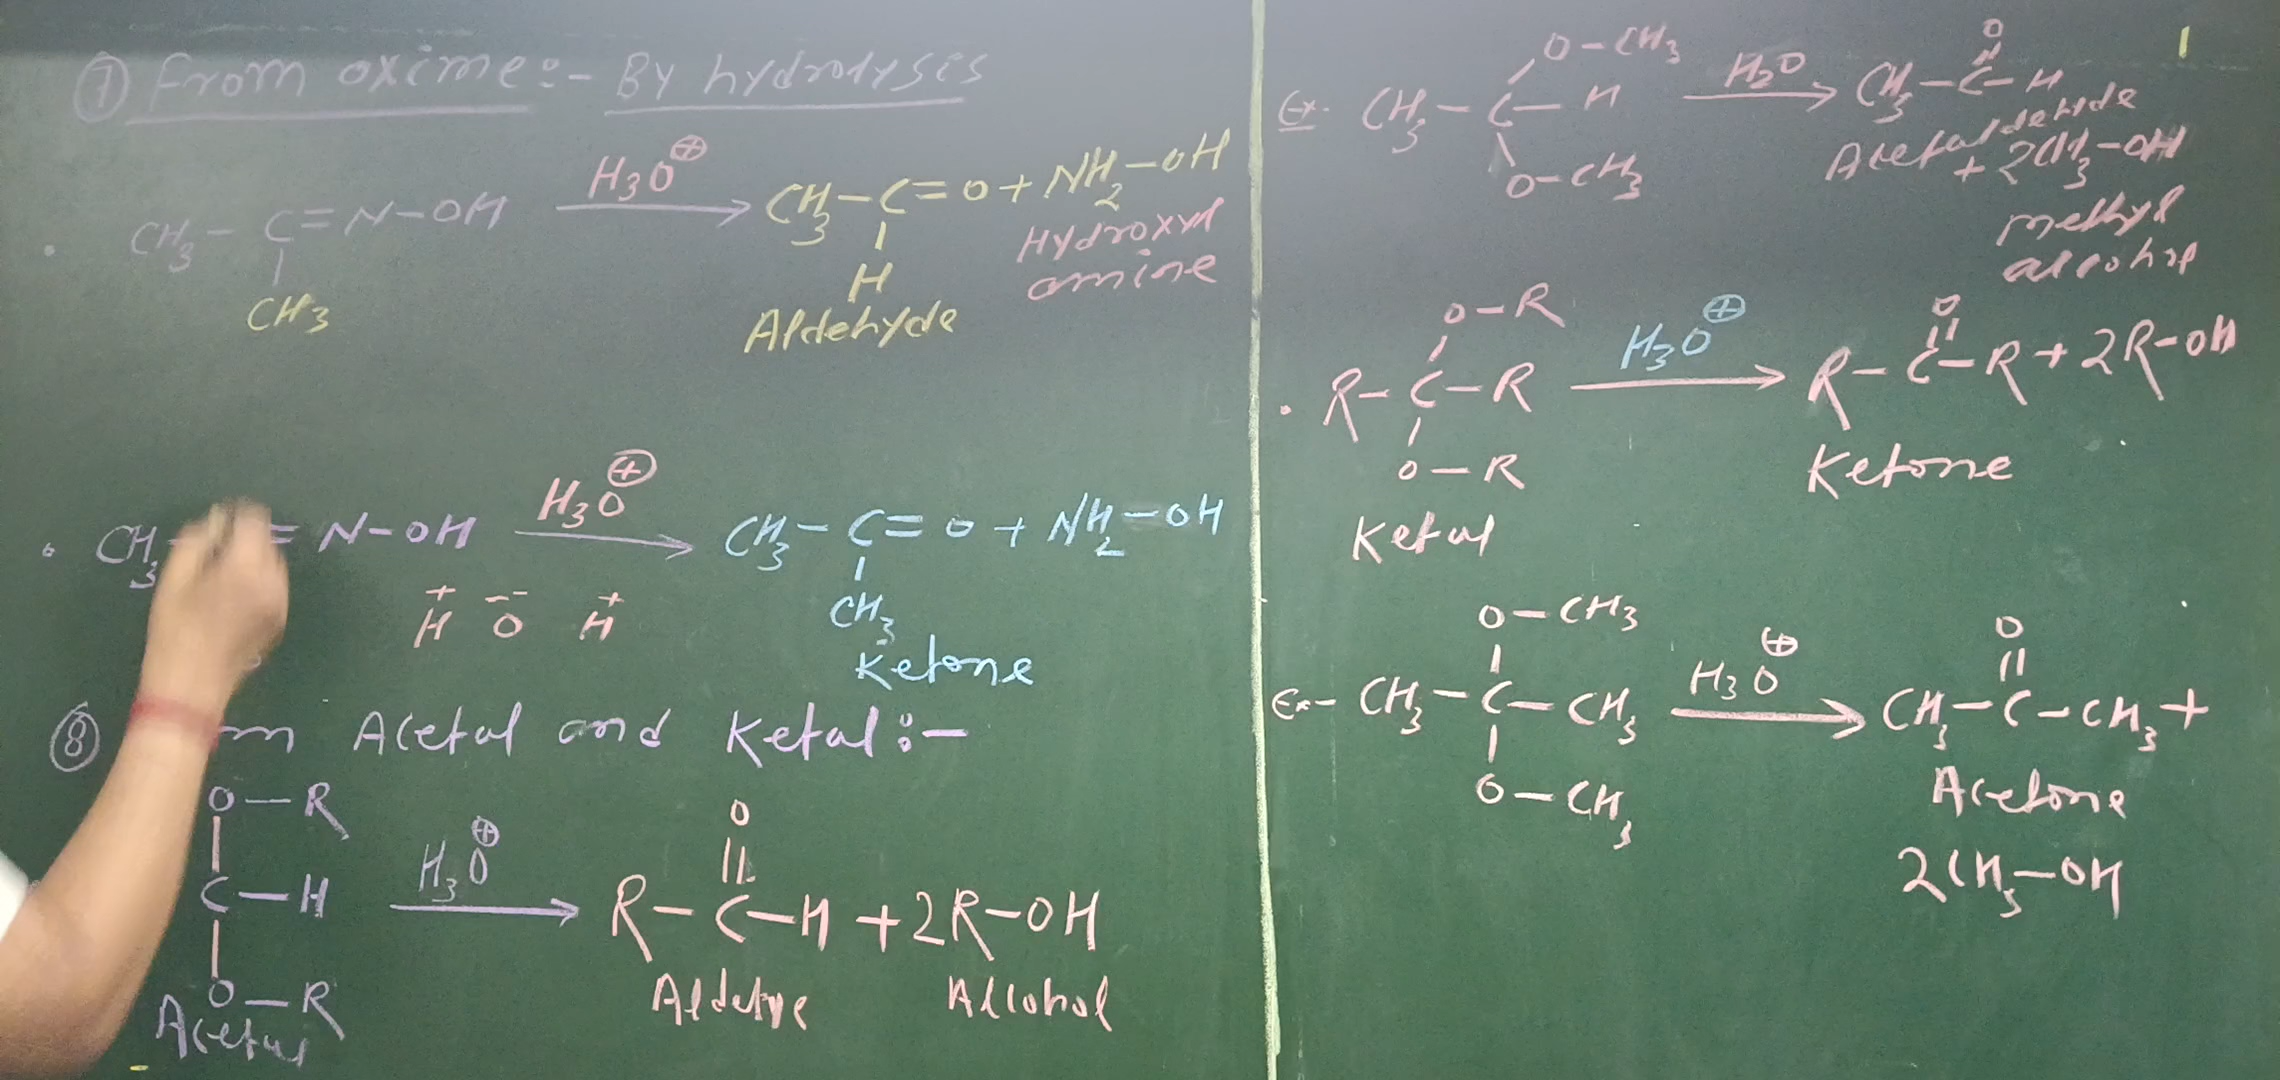 ⑦ From oxime:- By hydrolysis
CH3 - C = N - OH
CH3
H3O⊕
CH3 - C = O + NH2 - OH
H
Aldehyde
Hydroxyl
amine
CH3 = N - OH
H3O⊕
CH3 - C = O + NH2 - OH
CH3
Ketone
+ -- +
H O H
⑧ m Acetal and Ketal :-
O - R
C - H
O - R
Acetal
H3O⊕
O
||
R - C - H + 2R - OH
Alcohol
Ex- CH3 - C - H
O - CH3
O - CH3
H2O
O
||
CH3 - C - H
Acetaldehyde
+ 2CH3 - OH
methyl
alcohol
O - R
R - C - R
O - R
Ketal
H3O⊕
O
||
R - C - R + 2R - OH
Ketone
O - CH3
Ex- CH3 - C - CH3
O - CH3
H3O⊕
O
||
CH3 - C - CH3 +
Acetone
2CH3 - OH